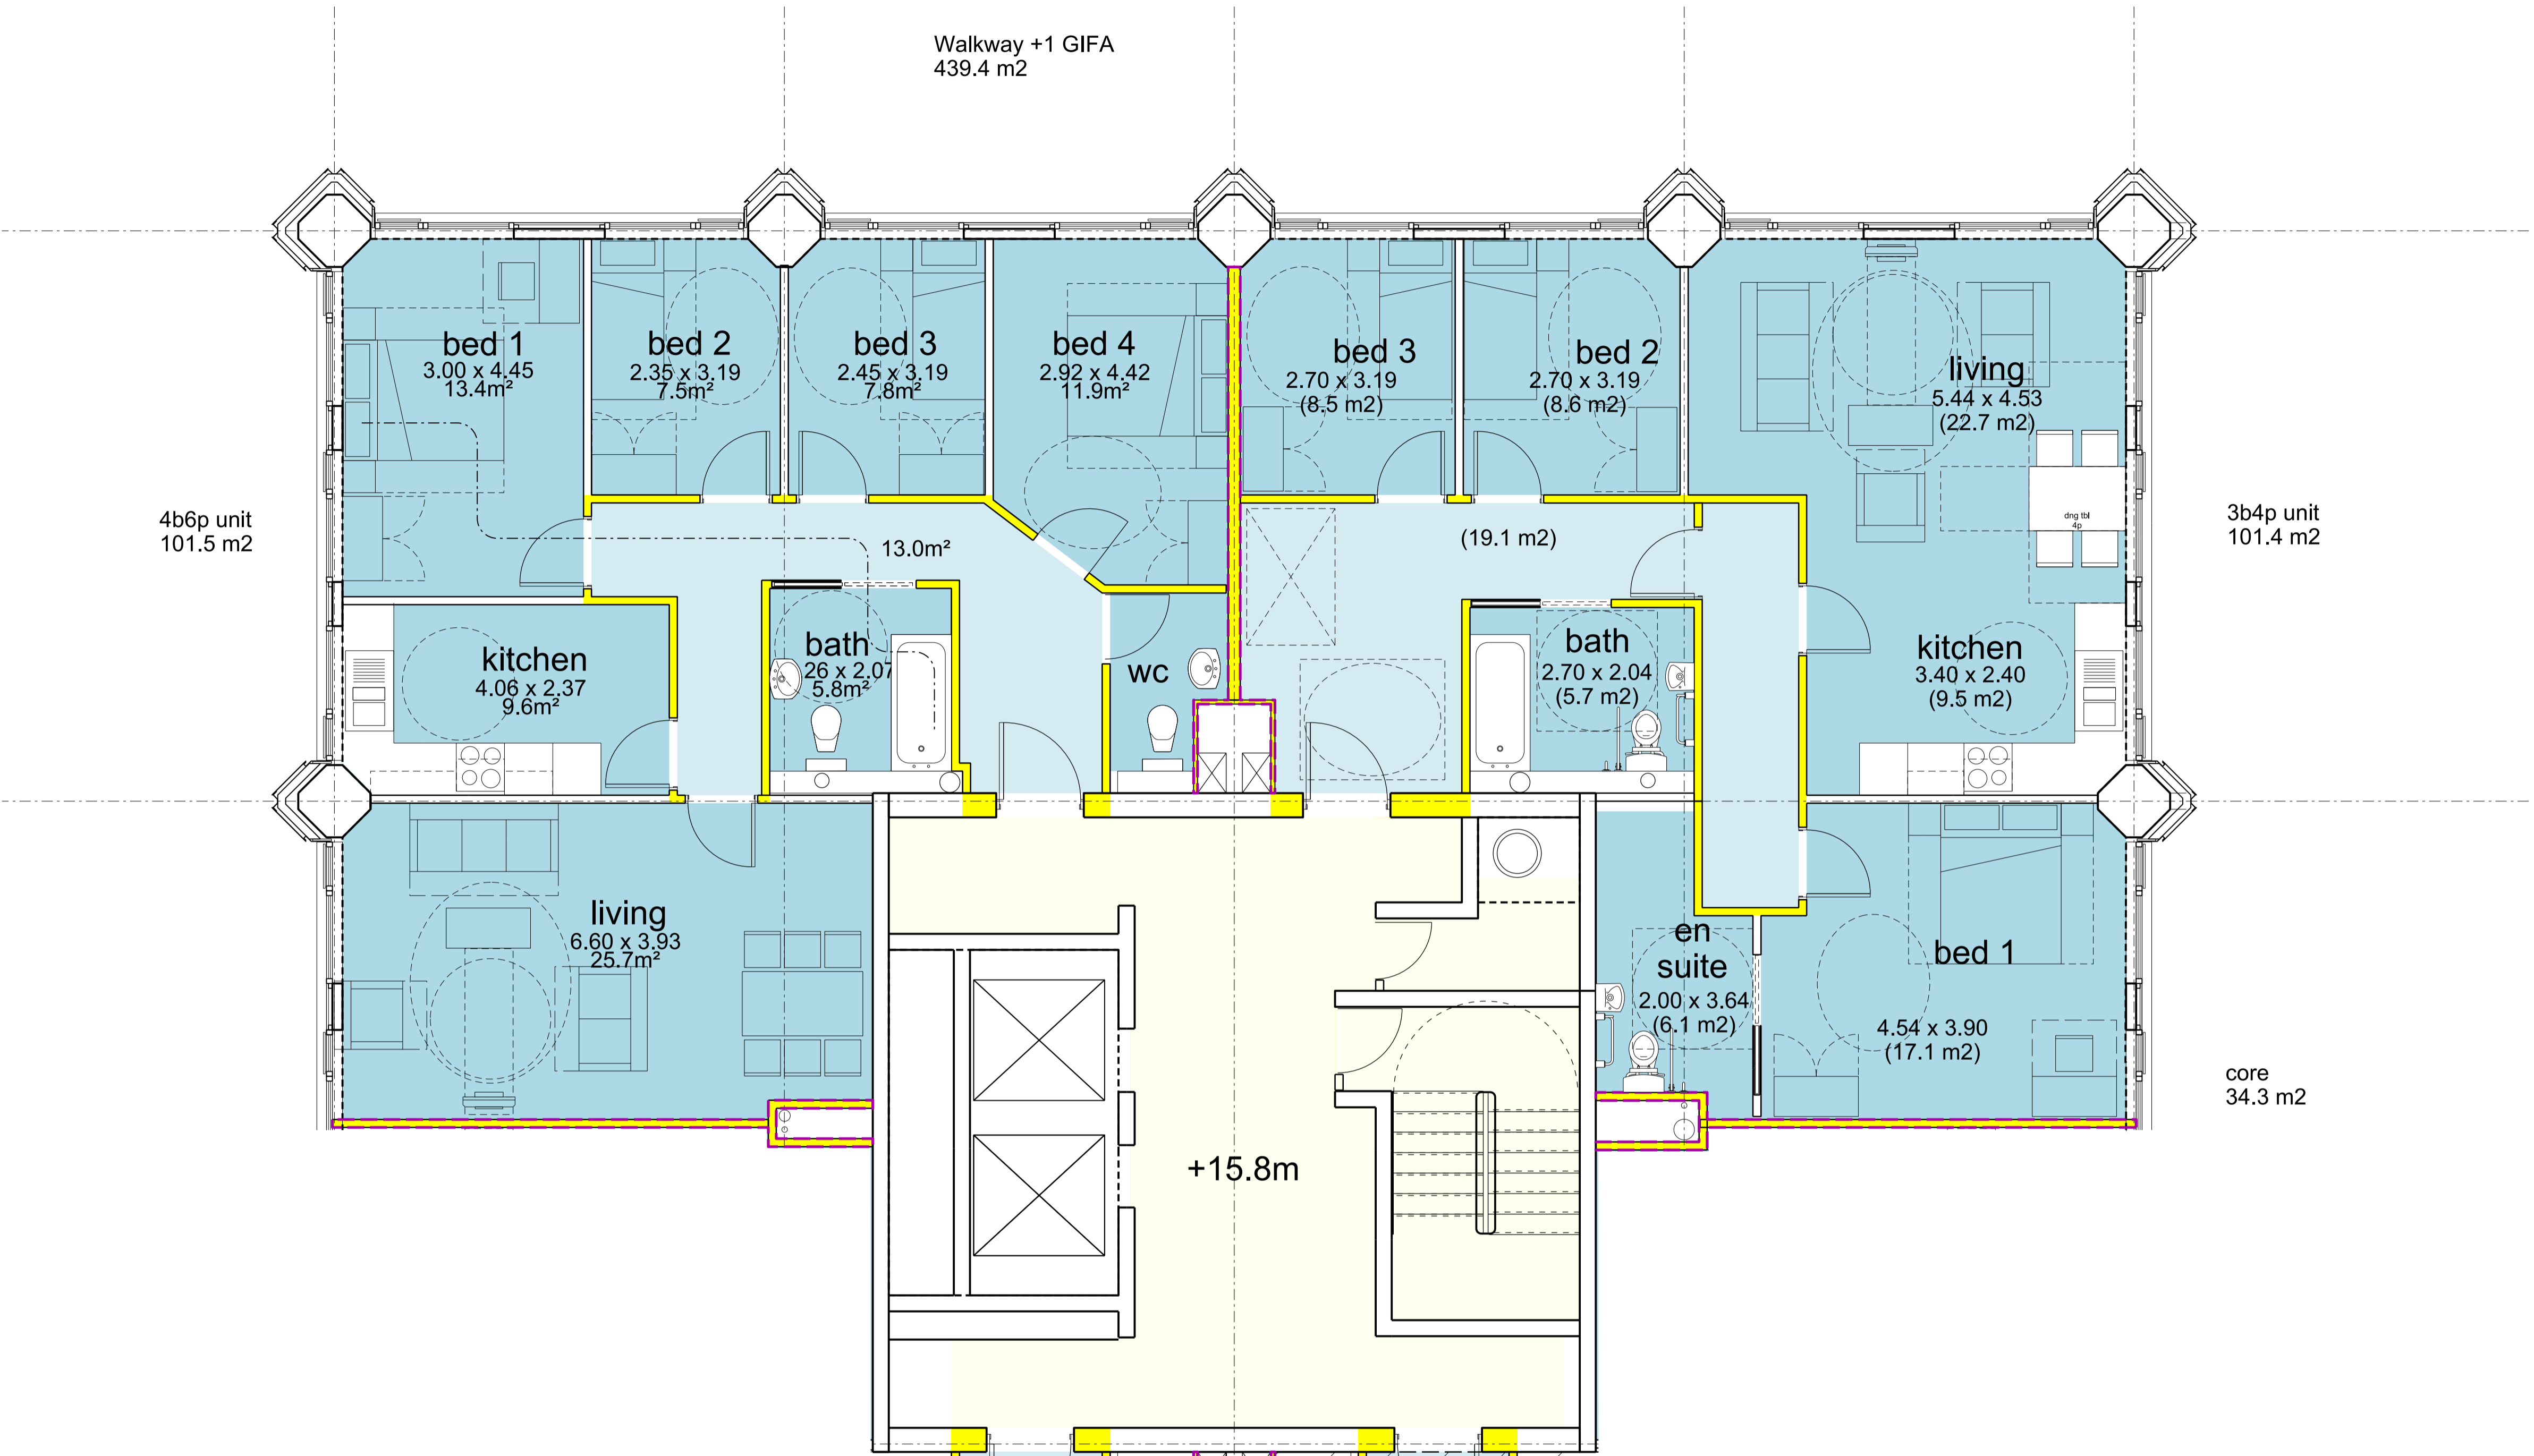 Walkway +1 GIFA
439.4 m2
4b6p unit
101.5 m2
bed 1
3.00 x 4.45
13.4m²
bed 2
2.35 x 3.19
7.5m²
bed 3
2.45 x 3.19
7.8m²
bed 4
2.92 x 4.42
11.9m²
bed 3
2.70 x 3.19
(8.5 m2)
bed 2
2.70 x 3.19
(8.6 m2)
living
5.44 x 4.53
(22.7 m2)
dng tbl
4p
3b4p unit
101.4 m2
13.0m²
(19.1 m2)
kitchen
4.06 x 2.37
9.6m²
bath
26 x 2.07
5.8m²
wc
bath
2.70 x 2.04
(5.7 m2)
kitchen
3.40 x 2.40
(9.5 m2)
living
6.60 x 3.93
25.7m²
en
suite
2.00 x 3.64
(6.1 m2)
bed 1
4.54 x 3.90
(17.1 m2)
core
34.3 m2
+15.8m